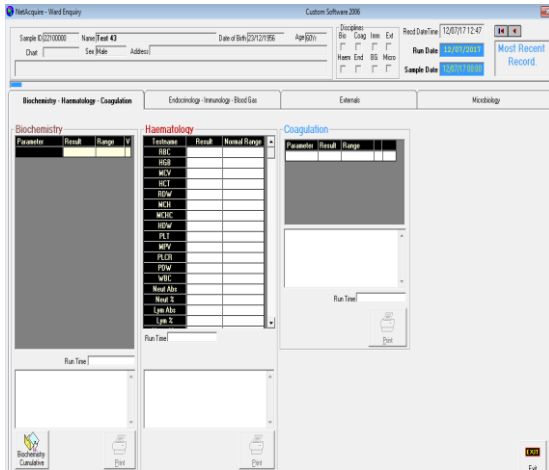 NetAcquire - Ward Enquiry
Custom Software 2006
Sample ID 22100000 Name Test 43 Date of Birth 23/12/1956 Age 60Yr
Chart Sex Male Address
Disciplines
Bio Coag Imm Ext
Haem End BG Micro
Recd DateTime 12/07/17 12:47
Run Date 12/07/2017
Sample Date 12/07/17 00:00
Most Recent
Record.
Biochemistry - Haematology - Coagulation
Endocrinology - Immunology - Blood Gas
Externals
Microbiology
Biochemistry
Parameter Result Range V
Run Time
Biochemistry
Cumulative
Print
Haematology
Testname Result Normal Range
RBC
HGB
MCV
HCT
RDW
MCH
MCHC
HDW
PLT
MPV
PLCR
PDW
WBC
Neut Abs
Neut %
Lym Abs
Lym %
Run Time
Print
Coagulation
Parameter Result Range
Run Time
Print
EXIT
Exit